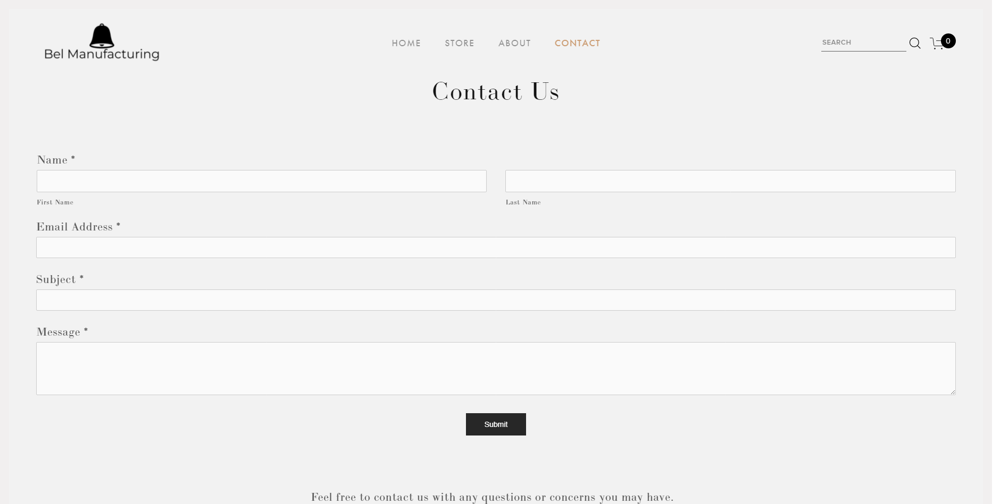 Bel Manufacturing
HOME STORE ABOUT CONTACT
SEARCH
0
Contact Us
Name *
First Name
Last Name
Email Address *
Subject *
Message *
Submit
Feel free to contact us with any questions or concerns you may have.